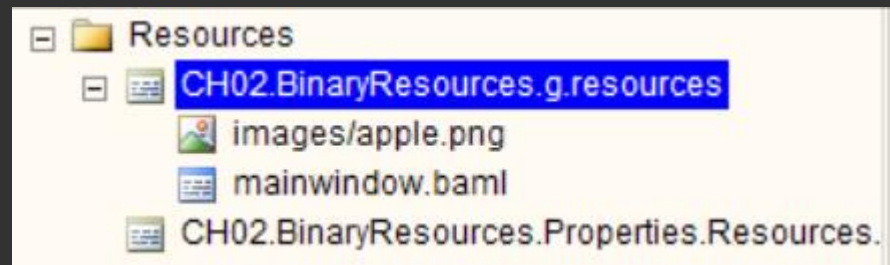 Resources
CH02.BinaryResources.g.resources
images/apple.png
mainwindow.baml
CH02.BinaryResources.Properties.Resources.